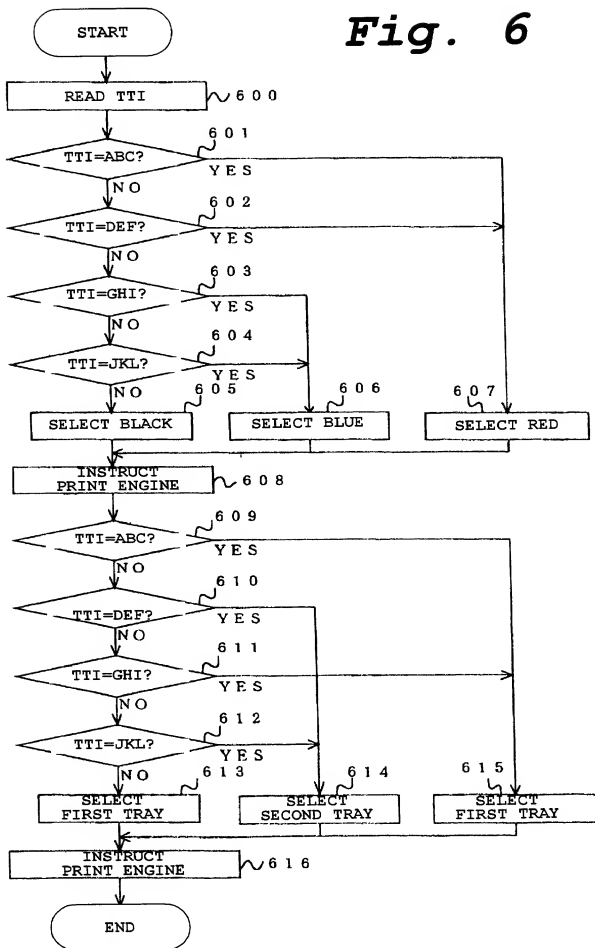 Fig. 6
START
READ TTI
600
601
TTI=ABC?
YES
NO
602
TTI=DEF?
YES
NO
603
TTI=GHI?
YES
NO
604
TTI=JKL?
YES
NO
605
606
607
SELECT BLACK
SELECT BLUE
SELECT RED
INSTRUCT
PRINT ENGINE
608
609
TTI=ABC?
YES
NO
610
TTI=DEF?
YES
NO
611
TTI=GHI?
YES
NO
612
TTI=JKL?
YES
NO
613
614
615
SELECT
FIRST TRAY
SELECT
SECOND TRAY
SELECT
FIRST TRAY
INSTRUCT
PRINT ENGINE
616
END